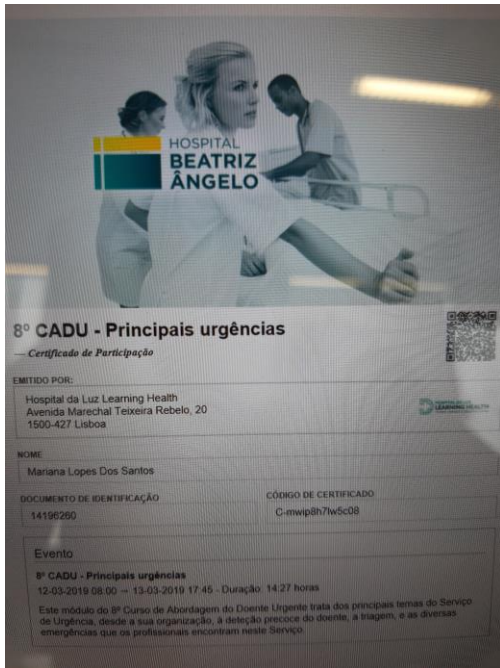 HOSPITAL
BEATRIZ
ÂNGELO
8º CADU - Principais urgências
— Certificado de Participação
EMITIDO POR:
Hospital da Luz Learning Health
Avenida Marechal Teixeira Rebelo, 20
1500-427 Lisboa
LEARNING HEALTH
NOME
Mariana Lopes Dos Santos
DOCUMENTO DE IDENTIFICAÇÃO
14196260
CÓDIGO DE CERTIFICADO
C-mwip8h7lw5c08
Evento
8º CADU - Principais urgências
12-03-2019 08:00 → 13-03-2019 17:45 - Duração: 14:27 horas
Este módulo do 8º Curso de Abordagem do Doente Urgente trata dos principais temas do Serviço
de Urgência, desde a sua organização, à deteção precoce do doente, a triagem, e as diversas
emergências que os profissionais encontram neste Serviço.